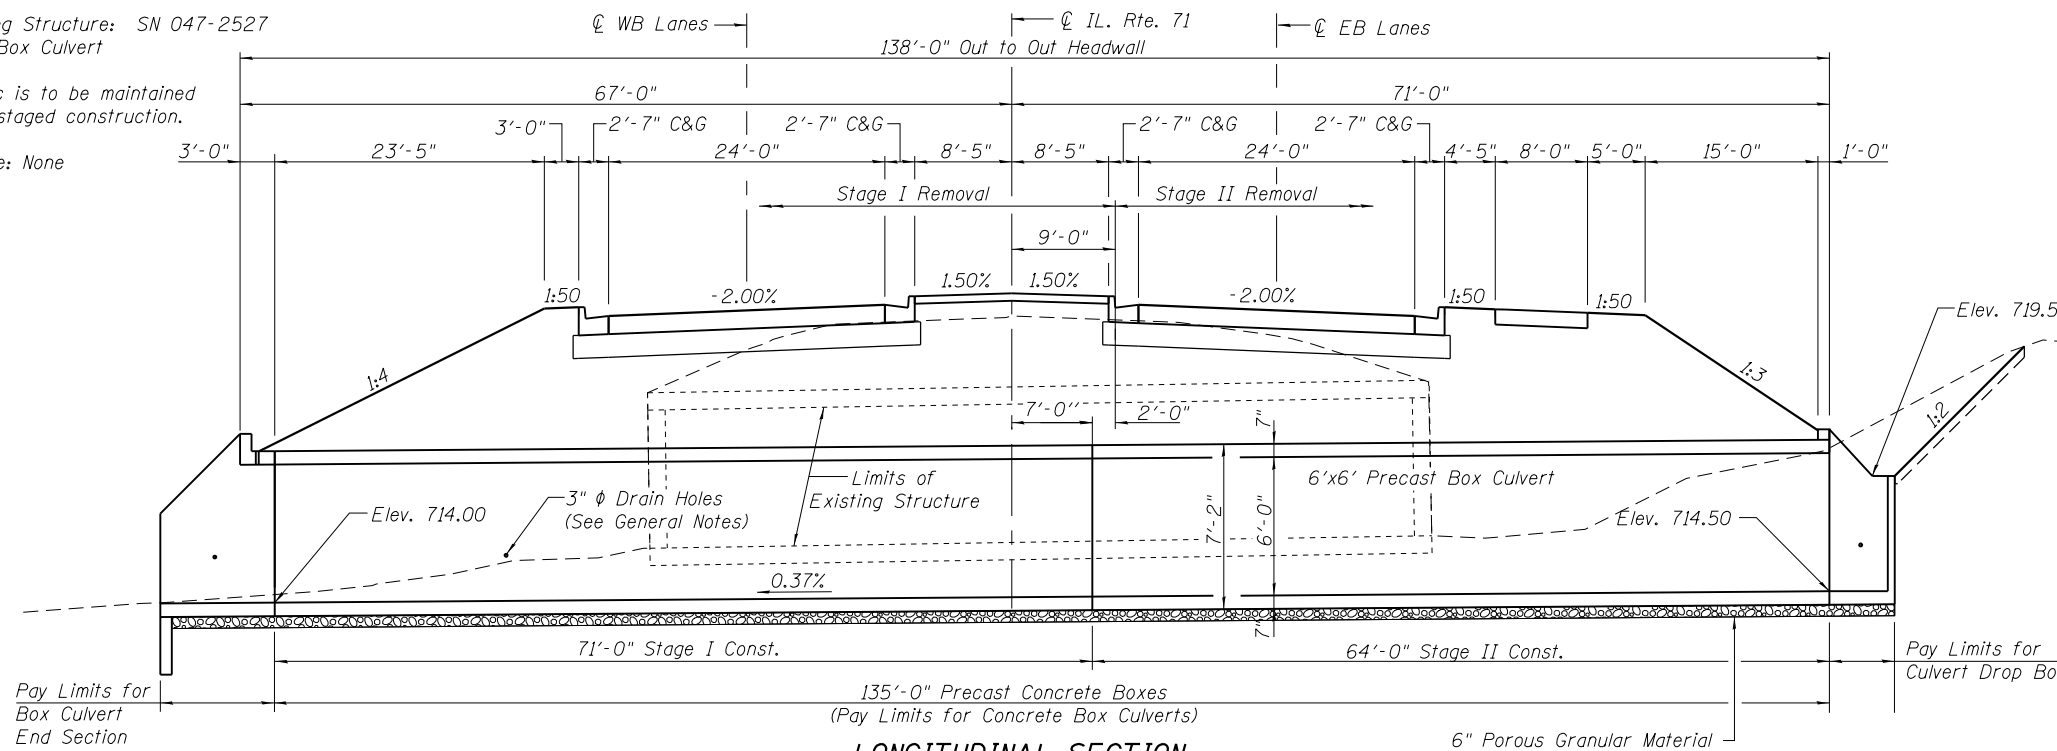 Structure: SN 047-2527
Box Culvert
is to be maintained
staged construction.
None
℄ WB Lanes
℄ IL. Rte. 71
℄ EB Lanes
138'-0" Out to Out Headwall
67'-0"
71'-0"
3'-0"
2'-7" C&G
2'-7" C&G
2'-7" C&G
2'-7" C&G
3'-0"
23'-5"
24'-0"
8'-5"
8'-5"
24'-0"
4'-5"
8'-0"
5'-0"
15'-0"
1'-0"
Stage I Removal
Stage II Removal
9'-0"
1:50
-2.00%
1.50%
1.50%
-2.00%
1:50
1:50
Elev. 719.5
1:4
1:3
1:2
7'-0''
2'-0"
7"
Limits of
Existing Structure
6'x6' Precast Box Culvert
3" ϕ Drain Holes
(See General Notes)
Elev. 714.00
7'-2"
6'-0"
Elev. 714.50
0.37%
7"
71'-0" Stage I Const.
64'-0" Stage II Const.
Pay Limits for
Box Culvert
End Section
135'-0" Precast Concrete Boxes
(Pay Limits for Concrete Box Culverts)
Pay Limits for
Culvert Drop
6" Porous Granular Material
LONGITUDINAL SECTION